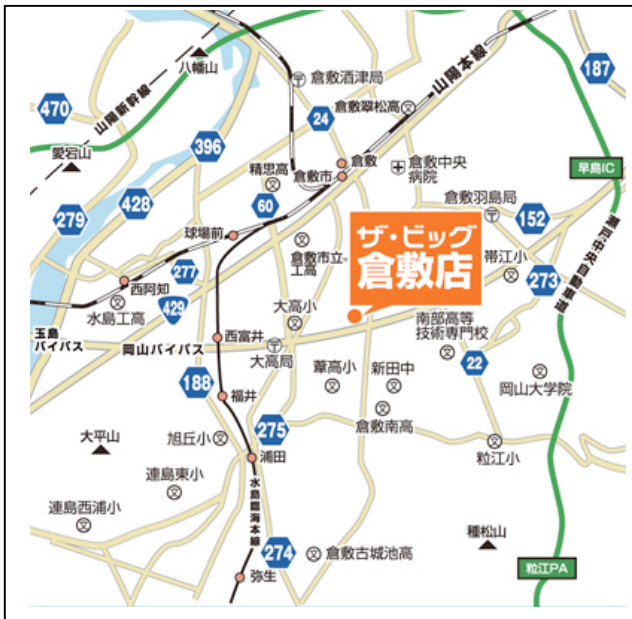 八幡山
山陽新幹線
470
愛宕山
396
279
428
倉敷酒津局
24
倉敷翠松高
山陽本線
187
倉敷
精思高
倉敷市
倉敷中央
病院
早島IC
60
倉敷羽島局
152
瀬戸中央自動車道
球場前
倉敷市立
工高
ザ・ビッグ
倉敷店
帯江小
273
277
西阿知
水島工高
429
大高小
南部高等
技術専門校
玉島
バイパス
岡山バイパス
西富井
大高局
22
188
葦高小
新田中
岡山大学院
福井
倉敷南高
大平山
旭丘小
275
浦田
粒江小
連島東小
連島西浦小
水島臨海本線
種松山
274
倉敷古城池高
弥生
粒江PA